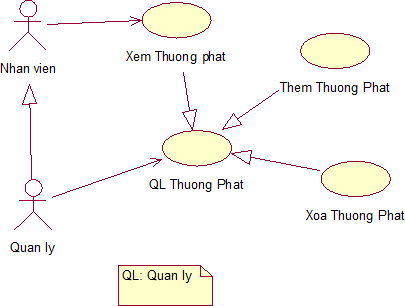 Nhan vien
Xem Thuong phat
Them Thuong Phat
QL Thuong Phat
Xoa Thuong Phat
Quan ly
QL: Quan ly